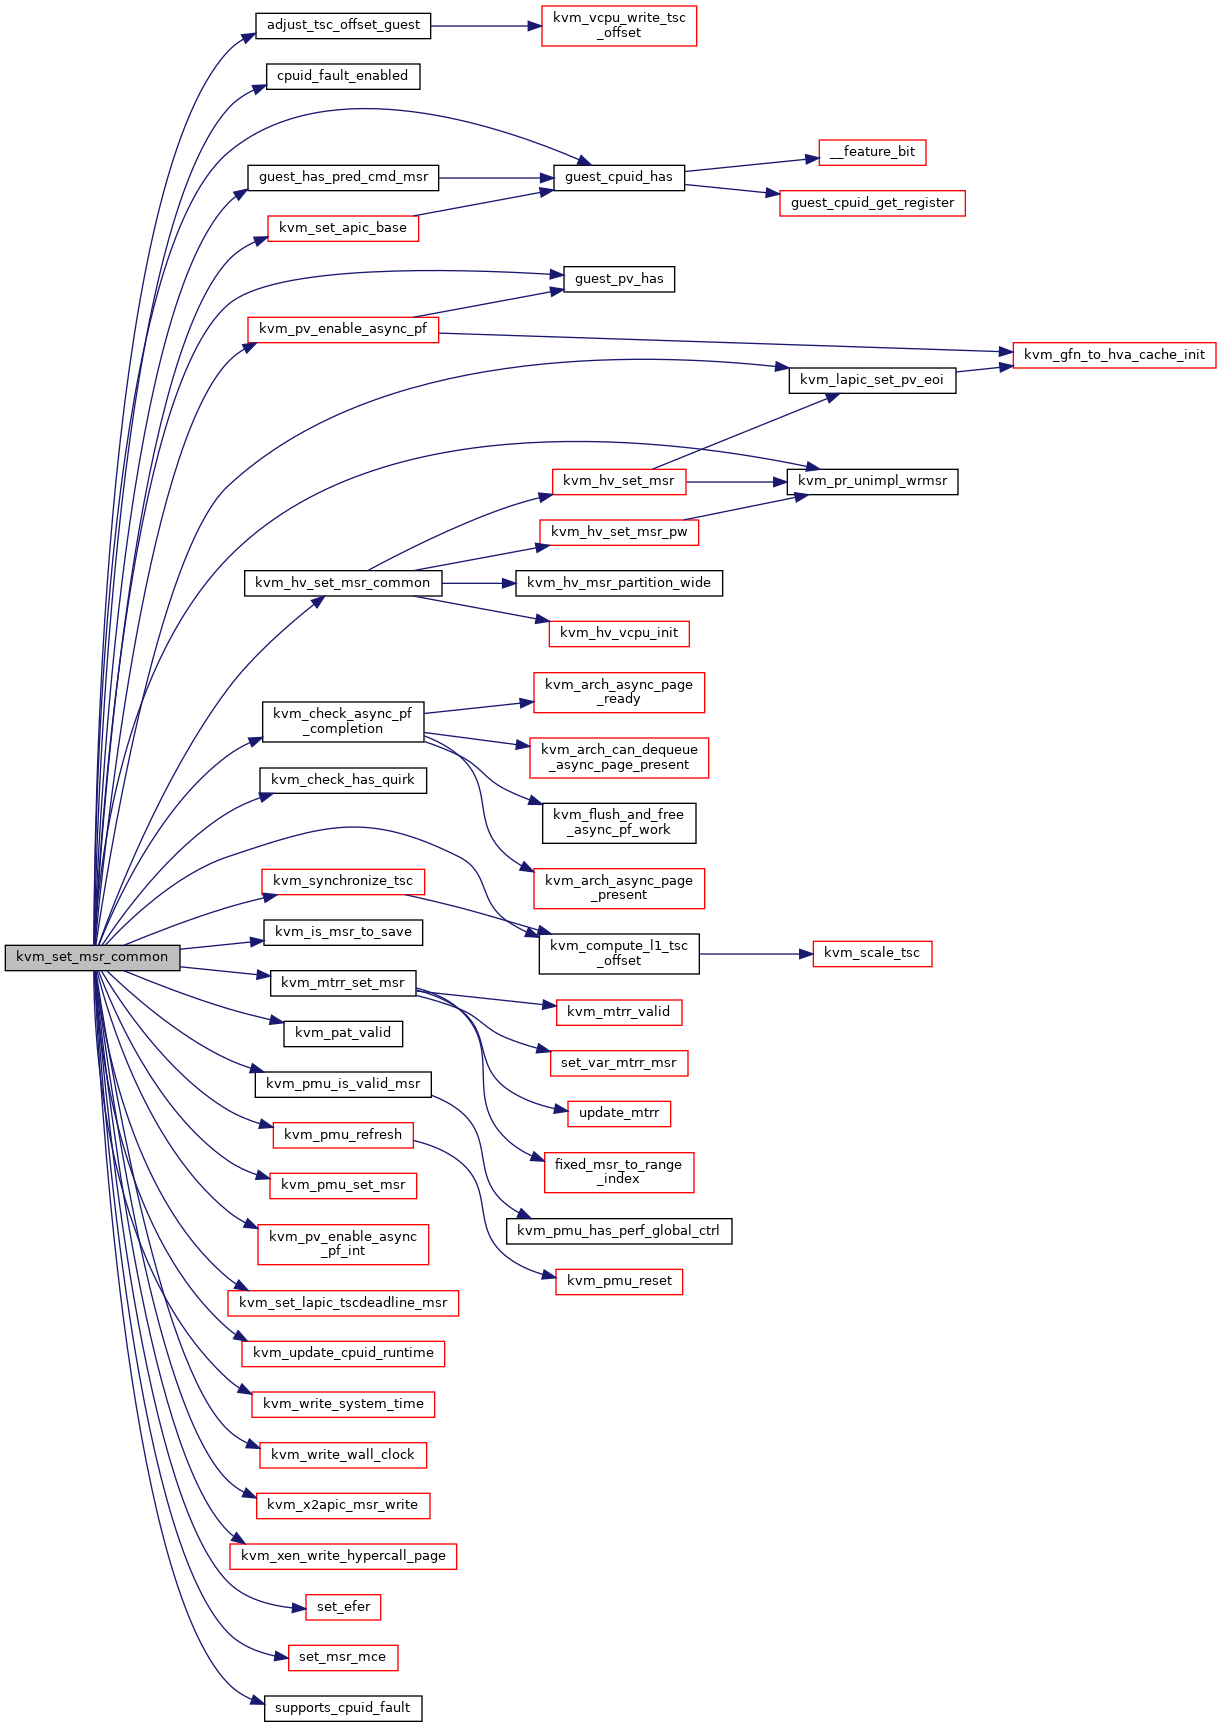 adjust_tsc_offset_guest
kvm_vcpu_write_tsc
_offset
cpuid_fault_enabled
__feature_bit
guest_has_pred_cmd_msr
guest_cpuid_has
guest_cpuid_get_register
kvm_set_apic_base
guest_pv_has
kvm_pv_enable_async_pf
kvm_gfn_to_hva_cache_init
kvm_lapic_set_pv_eoi
kvm_hv_set_msr
kvm_pr_unimpl_wrmsr
kvm_hv_set_msr_pw
kvm_hv_set_msr_common
kvm_hv_msr_partition_wide
kvm_hv_vcpu_init
kvm_arch_async_page
_ready
kvm_check_async_pf
_completion
kvm_arch_can_dequeue
_async_page_present
kvm_check_has_quirk
kvm_flush_and_free
_async_pf_work
kvm_synchronize_tsc
kvm_arch_async_page
_present
kvm_is_msr_to_save
kvm_compute_l1_tsc
_offset
kvm_scale_tsc
kvm_set_msr_common
kvm_mtrr_set_msr
kvm_mtrr_valid
kvm_pat_valid
set_var_mtrr_msr
kvm_pmu_is_valid_msr
update_mtrr
kvm_pmu_refresh
fixed_msr_to_range
_index
kvm_pmu_set_msr
kvm_pmu_has_perf_global_ctrl
kvm_pv_enable_async
_pf_int
kvm_pmu_reset
kvm_set_lapic_tscdeadline_msr
kvm_update_cpuid_runtime
kvm_write_system_time
kvm_write_wall_clock
kvm_x2apic_msr_write
kvm_xen_write_hypercall_page
set_efer
set_msr_mce
supports_cpuid_fault